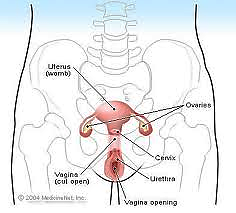 Uterus
(womb)
Ovaries
Cervix
Vagina
(cut open)
Urethra
Vagina opening
© 2004 MedicineNet, Inc.